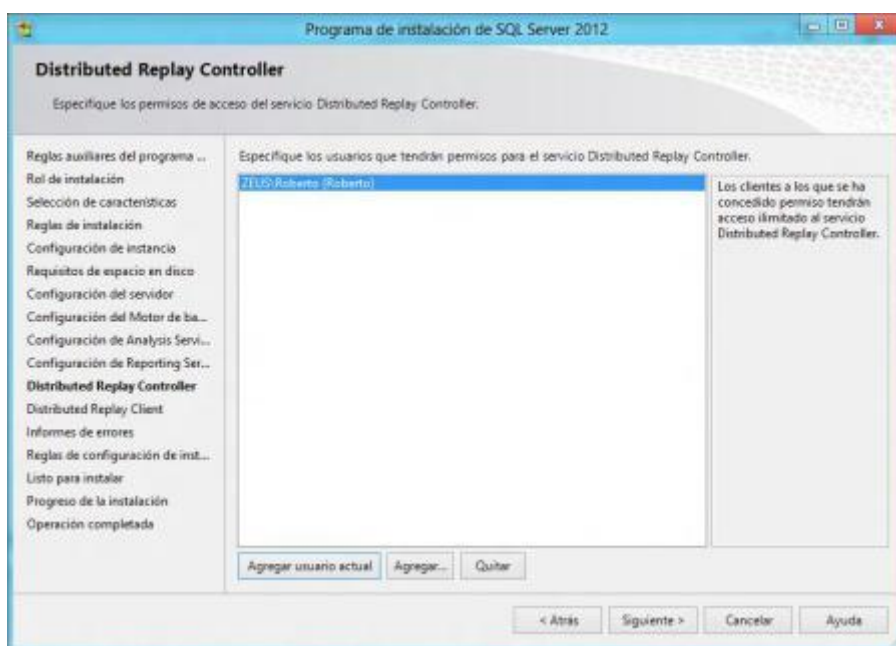 Programa de instalación de SQL Server 2012
Distributed Replay Controller
Especifique los permisos de acceso del servicio Distributed Replay Controller.
Reglas auxiliares del programa ...
Rol de instalación
Selección de características
Reglas de instalación
Configuración de instancia
Requisitos de espacio en disco
Configuración del servidor
Configuración del Motor de ba...
Configuración de Analysis Servi...
Configuración de Reporting Ser...
Distributed Replay Controller
Distributed Replay Client
Informes de errores
Reglas de configuración de inst...
Listo para instalar
Progreso de la instalación
Operación completada
Especifique los usuarios que tendrán permisos para el servicio Distributed Replay Controller.
ZEUS\Roberto (Roberto)
Los clientes a los que se ha
concedido permiso tendrán
acceso ilimitado al servicio
Distributed Replay Controller.
Agregar usuario actual
Agregar...
Quitar
< Atrás
Siguiente >
Cancelar
Ayuda